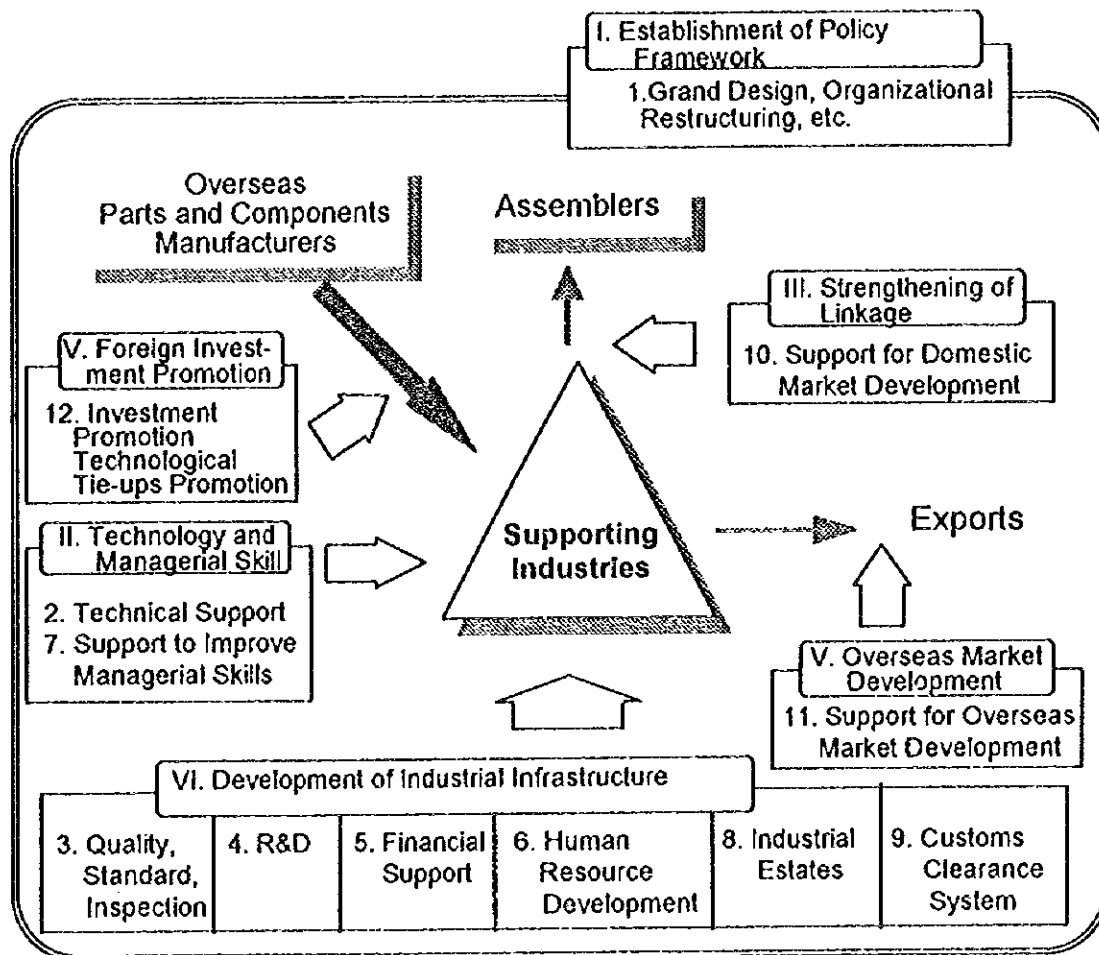 I. Establishment of Policy
Framework
1.Grand Design, Organizational
Restructuring, etc.
Overseas
Parts and Components
Manufacturers
Assemblers
III. Strengthening of
Linkage
10. Support for Domestic
Market Development
V. Foreign Invest-
ment Promotion
12. Investment
Promotion
Technological
Tie-ups Promotion
II. Technology and
Managerial Skill
2. Technical Support
7. Support to Improve
Managerial Skills
Supporting
Industries
Exports
V. Overseas Market
Development
11. Support for Overseas
Market Development
VI. Development of Industrial Infrastructure
3. Quality,
Standard,
Inspection
4. R&D
5. Financial
Support
6. Human
Resource
Development
8. Industrial
Estates
9. Customs
Clearance
System